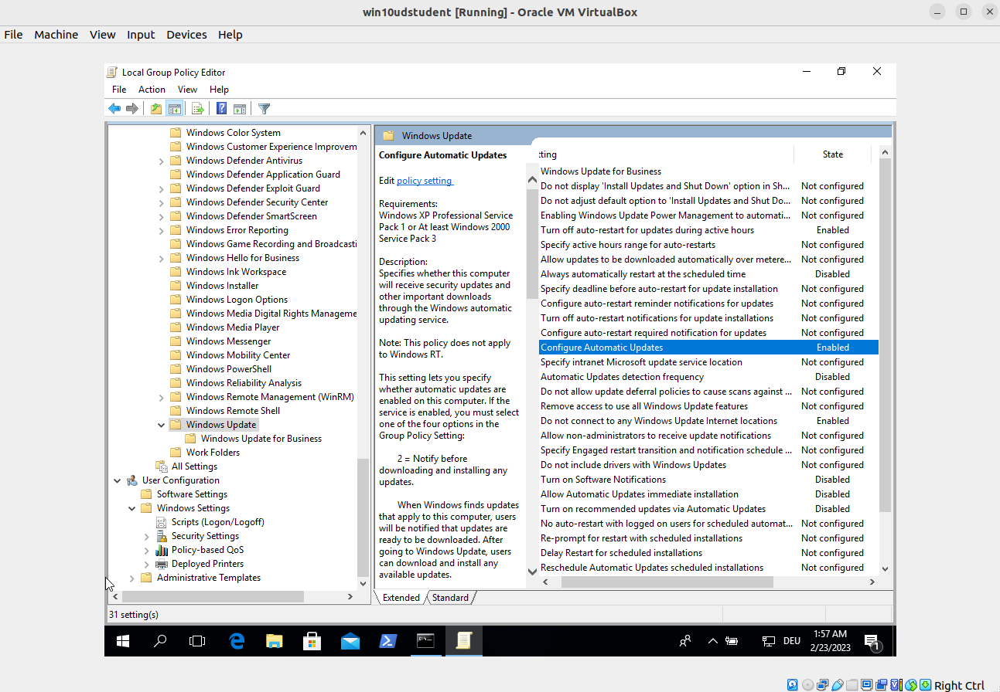 win10udstudent [Running] - Oracle VM VirtualBox
File Machine View Input Devices Help
Local Group Policy Editor
File Action View Help
Windows Color System
Windows Customer Experience Improvem
Windows Defender Antivirus
Windows Defender Application Guard
Windows Defender Exploit Guard
Windows Defender Security Center
Windows Defender SmartScreen
Windows Error Reporting
Windows Game Recording and Broadcasti
Windows Hello for Business
Windows Ink Workspace
Windows Installer
Windows Logon Options
Windows Media Digital Rights Manageme
Windows Media Player
Windows Messenger
Windows Mobility Center
Windows PowerShell
Windows Reliability Analysis
Windows Remote Management (WinRM)
Windows Remote Shell
Windows Update
Windows Update for Business
Work Folders
All Settings
User Configuration
Software Settings
Windows Settings
Scripts (Logon/Logoff)
Security Settings
Policy-based QoS
Deployed Printers
Administrative Templates
Windows Update
Configure Automatic Updates
Edit policy setting
Requirements:
Windows XP Professional Service
Pack 1 or At least Windows 2000
Service Pack 3
Description:
Specifies whether this computer
will receive security updates and
other important downloads
through the Windows automatic
updating service.
Note: This policy does not apply
to Windows RT.
This setting lets you specify
whether automatic updates are
enabled on this computer. If the
service is enabled, you must select
one of the four options in the
Group Policy Setting:
2 = Notify before
downloading and installing any
updates.
When Windows finds updates
that apply to this computer, users
will be notified that updates are
ready to be downloaded. After
going to Windows Update, users
can download and install any
available updates.
tting State
Windows Update for Business
Do not display 'Install Updates and Shut Down' option in Sh... Not configured
Do not adjust default option to 'Install Updates and Shut Do... Not configured
Enabling Windows Update Power Management to automati... Not configured
Turn off auto-restart for updates during active hours Enabled
Specify active hours range for auto-restarts Not configured
Allow updates to be downloaded automatically over metere... Not configured
Always automatically restart at the scheduled time Disabled
Specify deadline before auto-restart for update installation Not configured
Configure auto-restart reminder notifications for updates Not configured
Turn off auto-restart notifications for update installations Not configured
Configure auto-restart required notification for updates Not configured
Configure Automatic Updates Enabled
Specify intranet Microsoft update service location Not configured
Automatic Updates detection frequency Disabled
Do not allow update deferral policies to cause scans against ... Not configured
Remove access to use all Windows Update features Not configured
Do not connect to any Windows Update Internet locations Enabled
Allow non-administrators to receive update notifications Not configured
Specify Engaged restart transition and notification schedule ... Not configured
Do not include drivers with Windows Updates Not configured
Turn on Software Notifications Disabled
Allow Automatic Updates immediate installation Disabled
Turn on recommended updates via Automatic Updates Disabled
No auto-restart with logged on users for scheduled automat... Not configured
Re-prompt for restart with scheduled installations Not configured
Delay Restart for scheduled installations Not configured
Reschedule Automatic Updates scheduled installations Not configured
Extended Standard
31 setting(s)
DEU
1:57 AM
2/23/2023
1
Right Ctrl